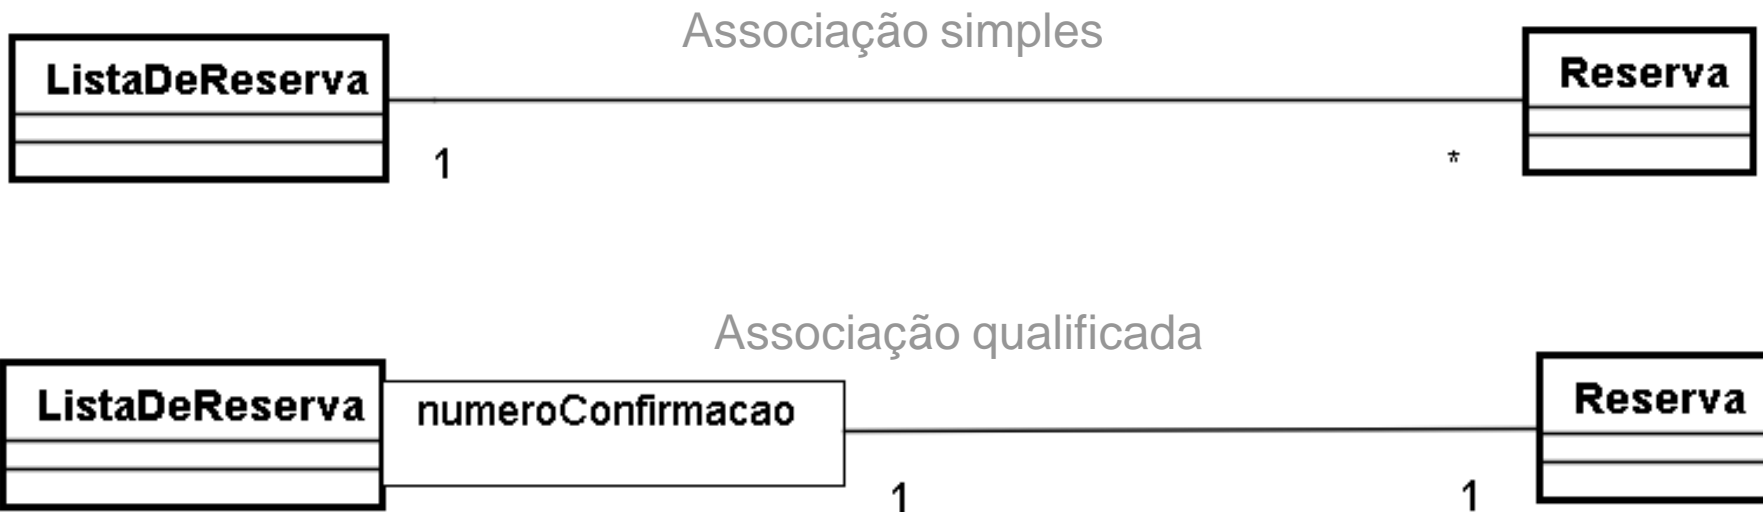 Associação simples
ListaDeReserva
Reserva
1
*
Associação qualificada
ListaDeReserva
numeroConfirmacao
Reserva
1
1